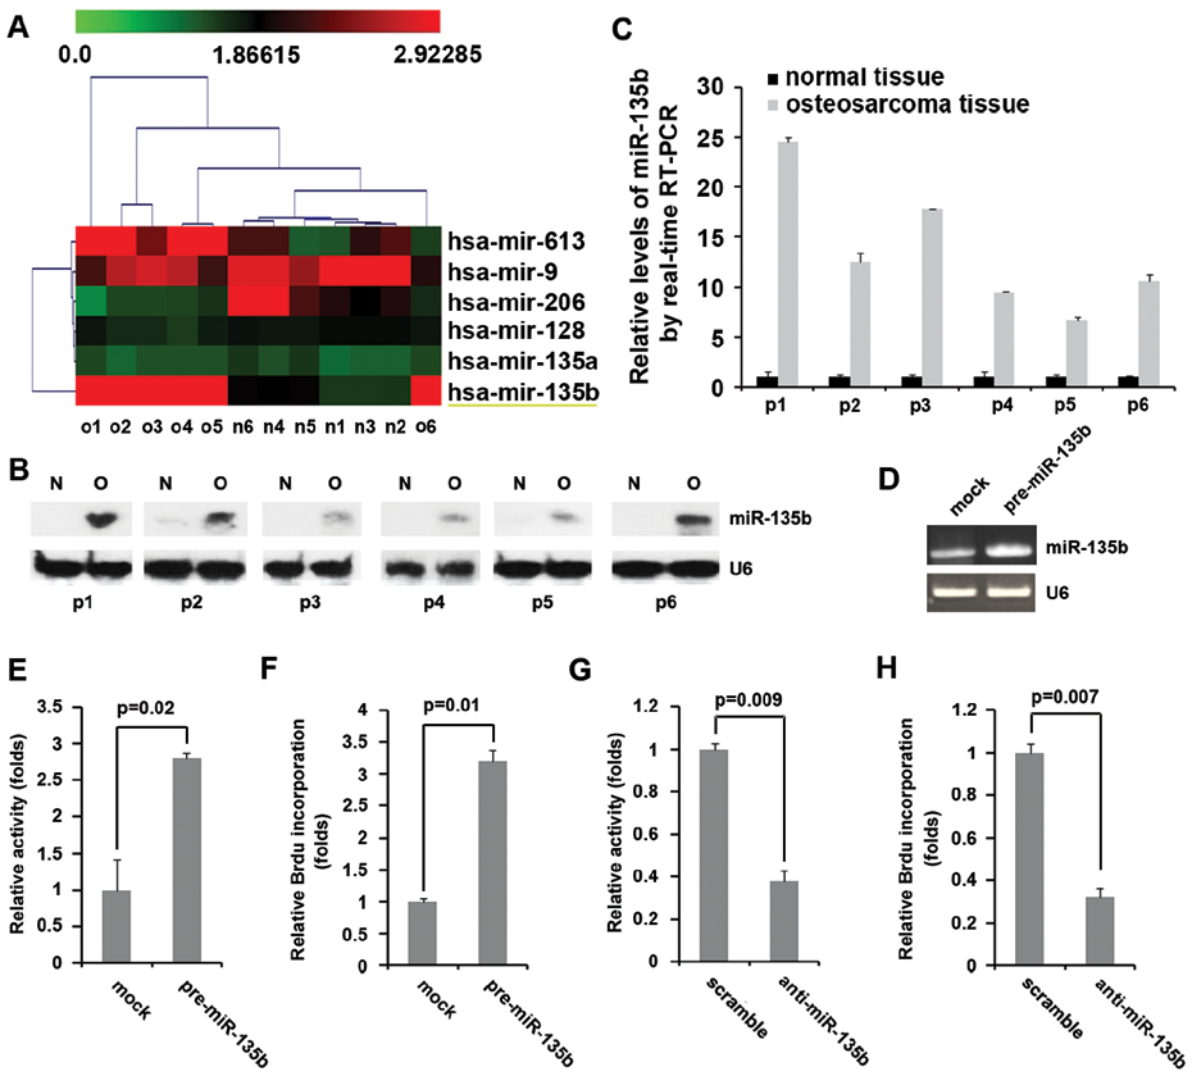 A
0.0 1.86615 2.92285
hsa-mir-613
hsa-mir-9
hsa-mir-206
hsa-mir-128
hsa-mir-135a
hsa-mir-135b
o1 o2 o3 o4 o5 n6 n4 n5 n1 n3 n2 o6
C
normal tissue
osteosarcoma tissue
Relative levels of miR-135b
by real-time RT-PCR
30
25
20
15
10
5
0
p1 p2 p3 p4 p5 p6
B
N O N O N O N O N O N O
miR-135b
U6
p1 p2 p3 p4 p5 p6
D
mock pre-miR-135b
miR-135b
U6
E
p=0.02
Relative activity (folds)
3.5
3
2.5
2
1.5
1
0.5
0
mock pre-miR-135b
F
p=0.01
Relative Brdu incorporation
(folds)
4
3.5
3
2.5
2
1.5
1
0.5
0
mock pre-miR-135b
G
p=0.009
Relative activity (folds)
1.2
1
0.8
0.6
0.4
0.2
0
scramble anti-miR-135b
H
p=0.007
Relative Brdu incorporation
(folds)
1.2
1
0.8
0.6
0.4
0.2
0
scramble anti-miR-135b